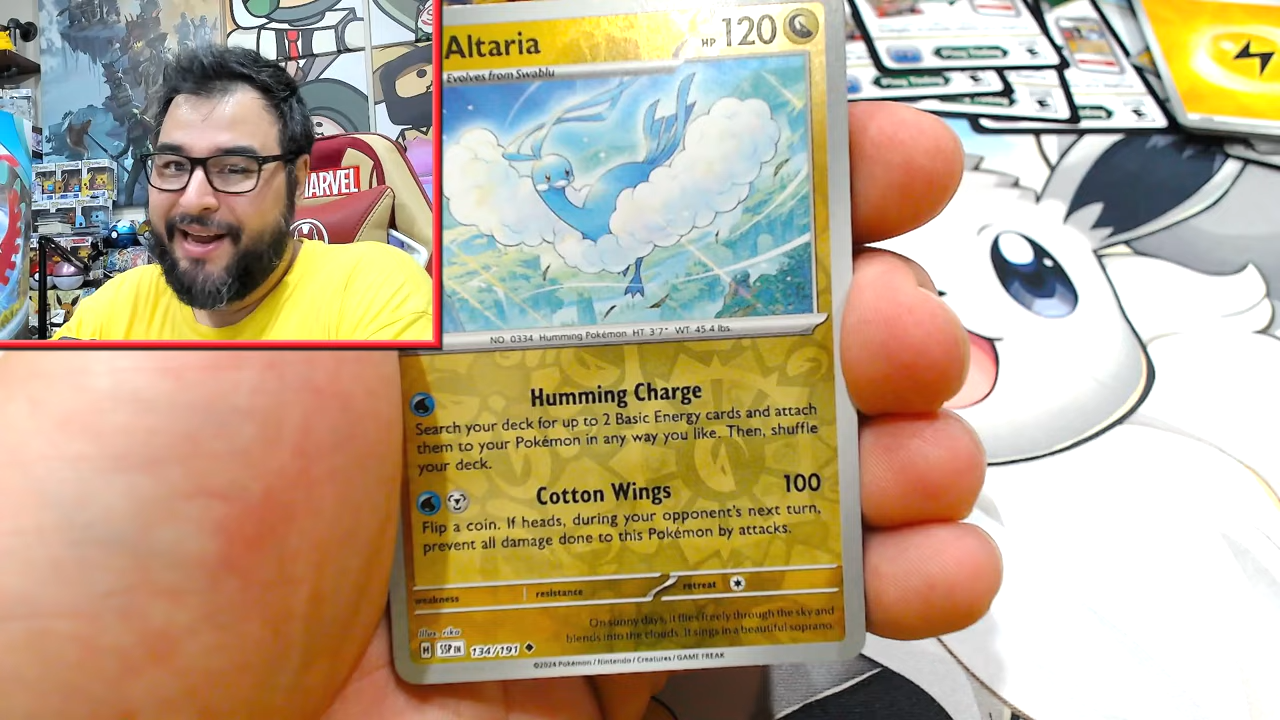 Altaria
HP 120
Evolves from Swablu
MARVEL
NO. 0334 Humming Pokémon HT: 3'7" WT: 45.4 lbs.
Humming Charge
Search your deck for up to 2 Basic Energy cards and attach
them to your Pokémon in any way you like. Then, shuffle
your deck.
Cotton Wings 100
Flip a coin. If heads, during your opponent's next turn,
prevent all damage done to this Pokémon by attacks.
weakness resistance retreat
On sunny days, it flies freely through the sky and
blends into the clouds. It sings in a beautiful soprano.
Illus. rika
H SSP EN 134/191
©2024 Pokémon / Nintendo / Creatures / GAME FREAK